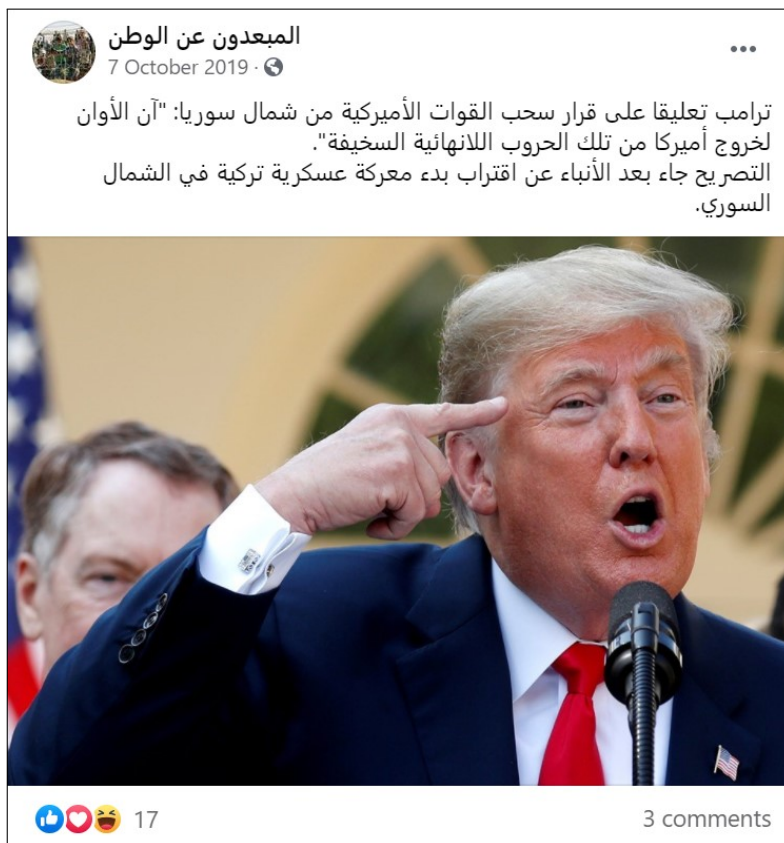 المبعدون عن الوطن
7 October 2019 ·
ترامب تعليقا على قرار سحب القوات الأميركية من شمال سوريا: "آن الأوان
لخروج أميركا من تلك الحروب اللانهائية السخيفة".
التصريح جاء بعد الأنباء عن اقتراب بدء معركة عسكرية تركية في الشمال
السوري.
17
3 comments